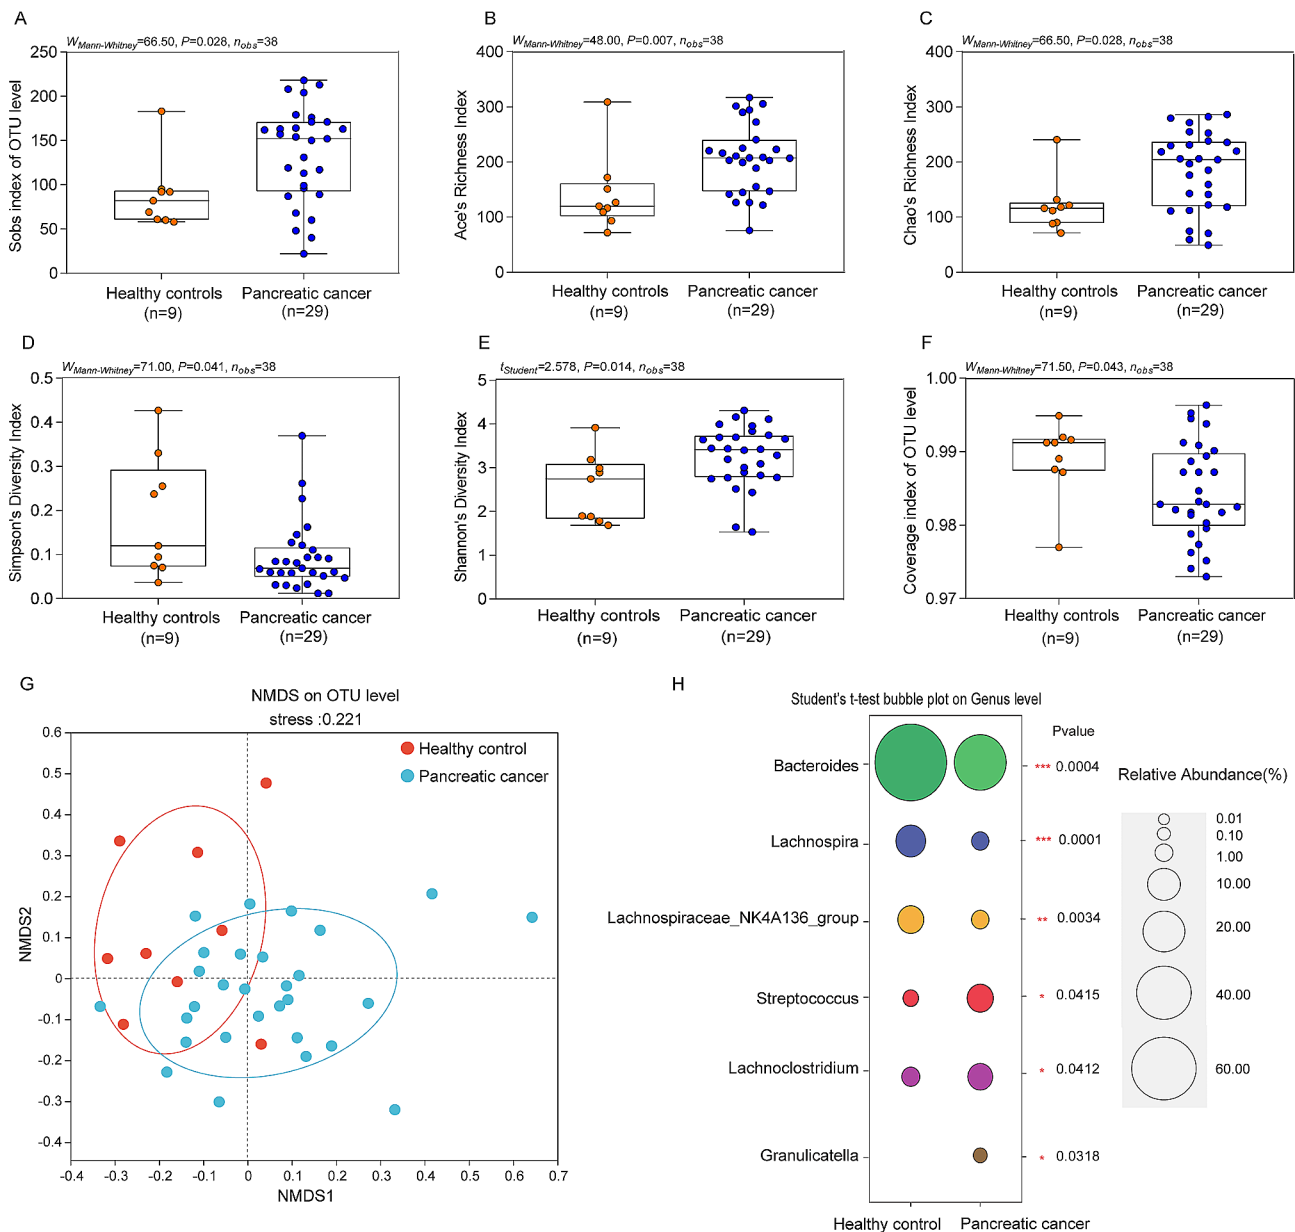 A
W_Mann-Whitney=66.50, P=0.028, n_obs=38
Sobs index of OTU level
250
200
150
100
50
0
Healthy controls
(n=9)
Pancreatic cancer
(n=29)
B
W_Mann-Whitney=48.00, P=0.007, n_obs=38
Ace's Richness Index
400
300
200
100
0
Healthy controls
(n=9)
Pancreatic cancer
(n=29)
C
W_Mann-Whitney=66.50, P=0.028, n_obs=38
Chao's Richness Index
400
300
200
100
0
Healthy controls
(n=9)
Pancreatic cancer
(n=29)
D
W_Mann-Whitney=71.00, P=0.041, n_obs=38
Simpson's Diversity Index
0.5
0.4
0.3
0.2
0.1
0.0
Healthy controls
(n=9)
Pancreatic cancer
(n=29)
E
t_Student=2.578, P=0.014, n_obs=38
Shannon's Diversity Index
5
4
3
2
1
0
Healthy controls
(n=9)
Pancreatic cancer
(n=29)
F
W_Mann-Whitney=71.50, P=0.043, n_obs=38
Coverage index of OTU level
1.00
0.99
0.98
0.97
Healthy controls
(n=9)
Pancreatic cancer
(n=29)
G
NMDS on OTU level
stress :0.221
Healthy control
Pancreatic cancer
NMDS2
0.6
0.5
0.4
0.3
0.2
0.1
0
-0.1
-0.2
-0.3
-0.4
-0.4
-0.3
-0.2
-0.1
0
0.1
0.2
0.3
0.4
0.5
0.6
0.7
NMDS1
H
Student's t-test bubble plot on Genus level
Pvalue
Bacteroides
*** 0.0004
Lachnospira
*** 0.0001
Lachnospiraceae_NK4A136_group
** 0.0034
Streptococcus
* 0.0415
Lachnoclostridium
* 0.0412
Granulicatella
* 0.0318
Healthy control
Pancreatic cancer
Relative Abundance(%)
0.01
0.10
1.00
10.00
20.00
40.00
60.00